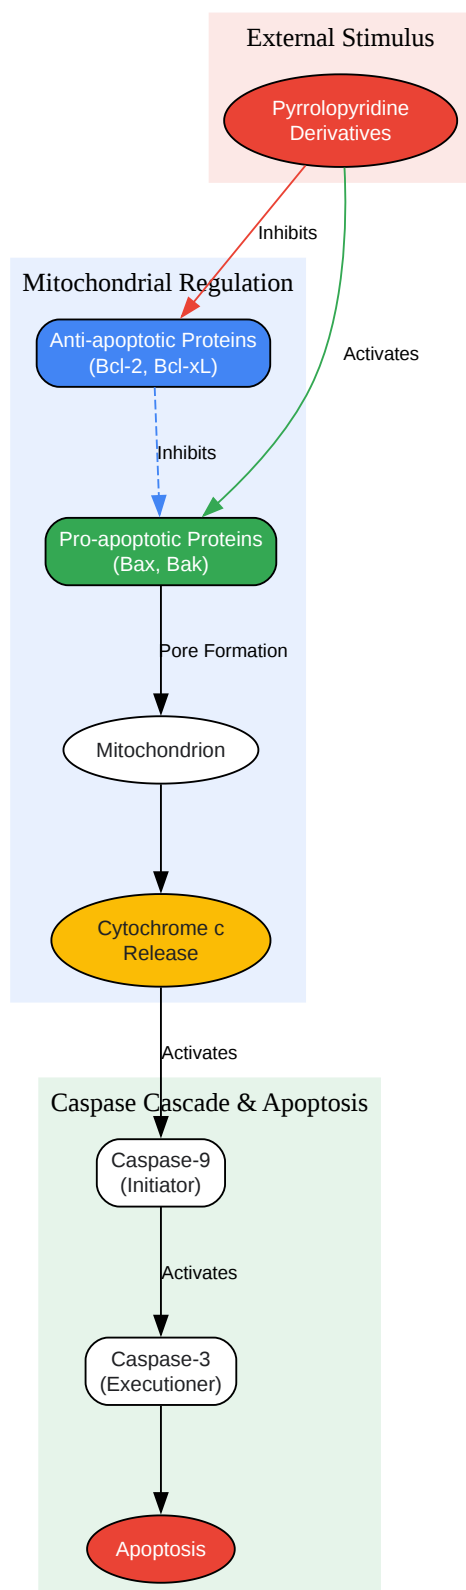 External Stimulus
Pyrrolopyridine
Derivatives
Inhibits
Mitochondrial Regulation
Anti-apoptotic Proteins
(Bcl-2, Bcl-xL)
Activates
Inhibits
Pro-apoptotic Proteins
(Bax, Bak)
Pore Formation
Mitochondrion
Cytochrome c
Release
Activates
Caspase Cascade & Apoptosis
Caspase-9
(Initiator)
Activates
Caspase-3
(Executioner)
Apoptosis